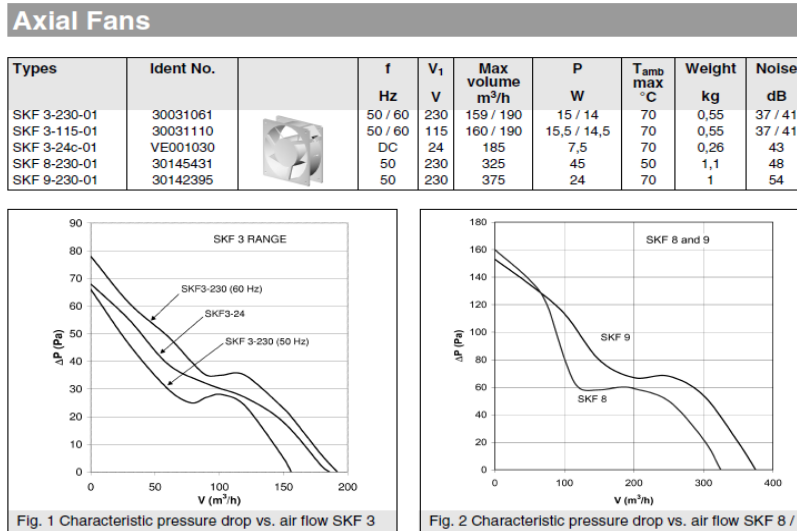 Axial Fans
Types Ident No. f V₁ Max volume P Tamb max Weight Noise
Hz V m³/h W °C kg dB
SKF 3-230-01 30031061 50 / 60 230 159 / 190 15 / 14 70 0,55 37 / 41
SKF 3-115-01 30031110 50 / 60 115 160 / 190 15,5 / 14,5 70 0,55 37 / 41
SKF 3-24c-01 VE001030 DC 24 185 7,5 70 0,26 43
SKF 8-230-01 30145431 50 230 325 45 50 1,1 48
SKF 9-230-01 30142395 50 230 375 24 70 1 54
SKF 3 RANGE
90
80
70
60
50
40
30
20
10
0
ΔP (Pa)
SKF3-230 (60 Hz)
SKF3-24
SKF 3-230 (50 Hz)
0 50 100 150 200
V (m³/h)
Fig. 1 Characteristic pressure drop vs. air flow SKF 3
SKF 8 and 9
180
160
140
120
100
80
60
40
20
0
ΔP (Pa)
SKF 9
SKF 8
0 100 200 300 400
V (m³/h)
Fig. 2 Characteristic pressure drop vs. air flow SKF 8 /